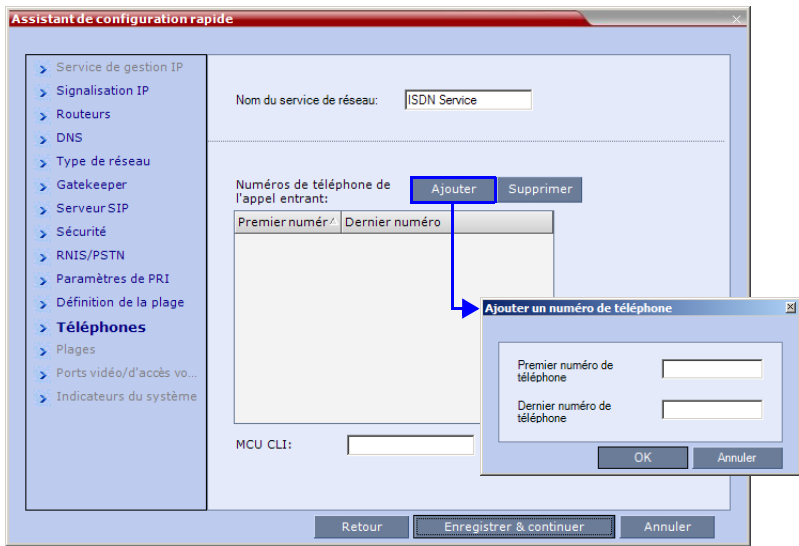 Assistant de configuration rapide
Service de gestion IP
Signalisation IP
Routeurs
DNS
Type de réseau
Gatekeeper
Serveur SIP
Sécurité
RNIS/PSTN
Paramètres de PRI
Définition de la plage
Téléphones
Plages
Ports vidéo/d'accès vo...
Indicateurs du système
Nom du service de réseau: ISDN Service
Numéros de téléphone de
l'appel entrant:
Ajouter Supprimer
Premier numér Dernier numéro
MCU CLI:
Ajouter un numéro de téléphone
Premier numéro de
téléphone
Dernier numéro de
téléphone
OK Annuler
Retour Enregistrer & continuer Annuler